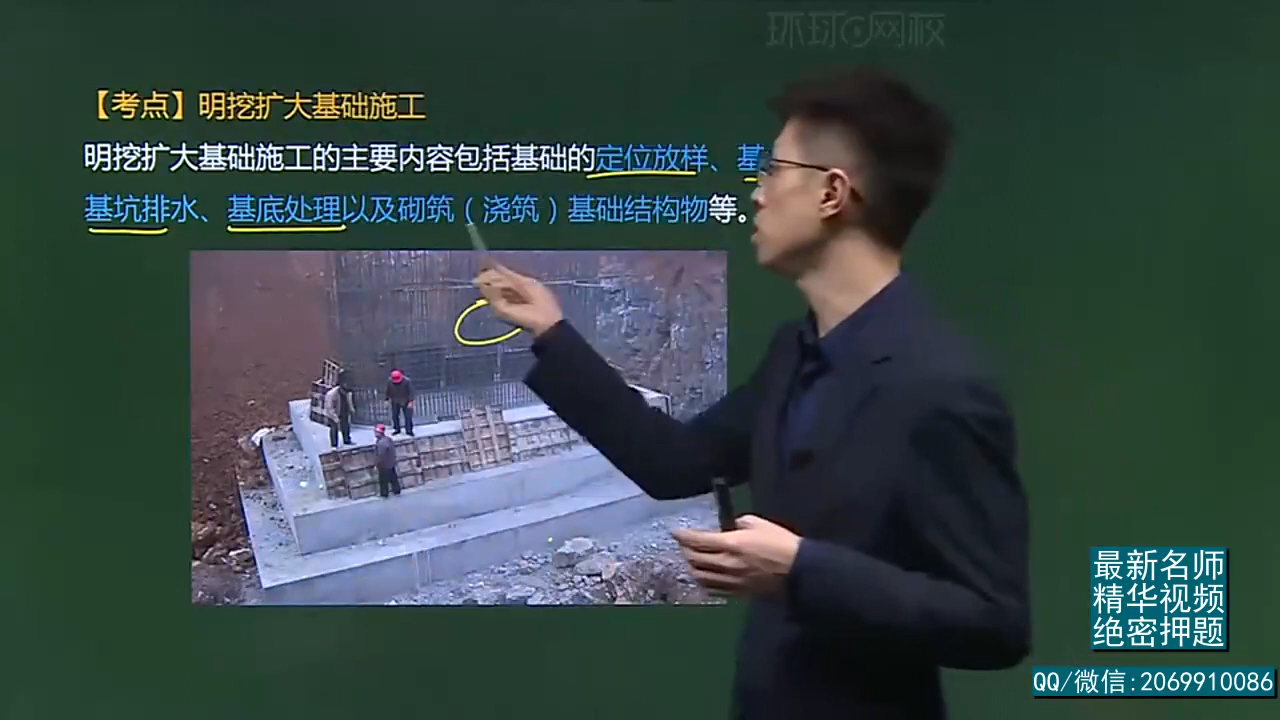 环球网校
【考点】明挖扩大基础施工
明挖扩大基础施工的主要内容包括基础的定位放样、基
基坑排水、基底处理以及砌筑（浇筑）基础结构物等。
最新名师
精华视频
绝密押题
QQ/微信:2069910086